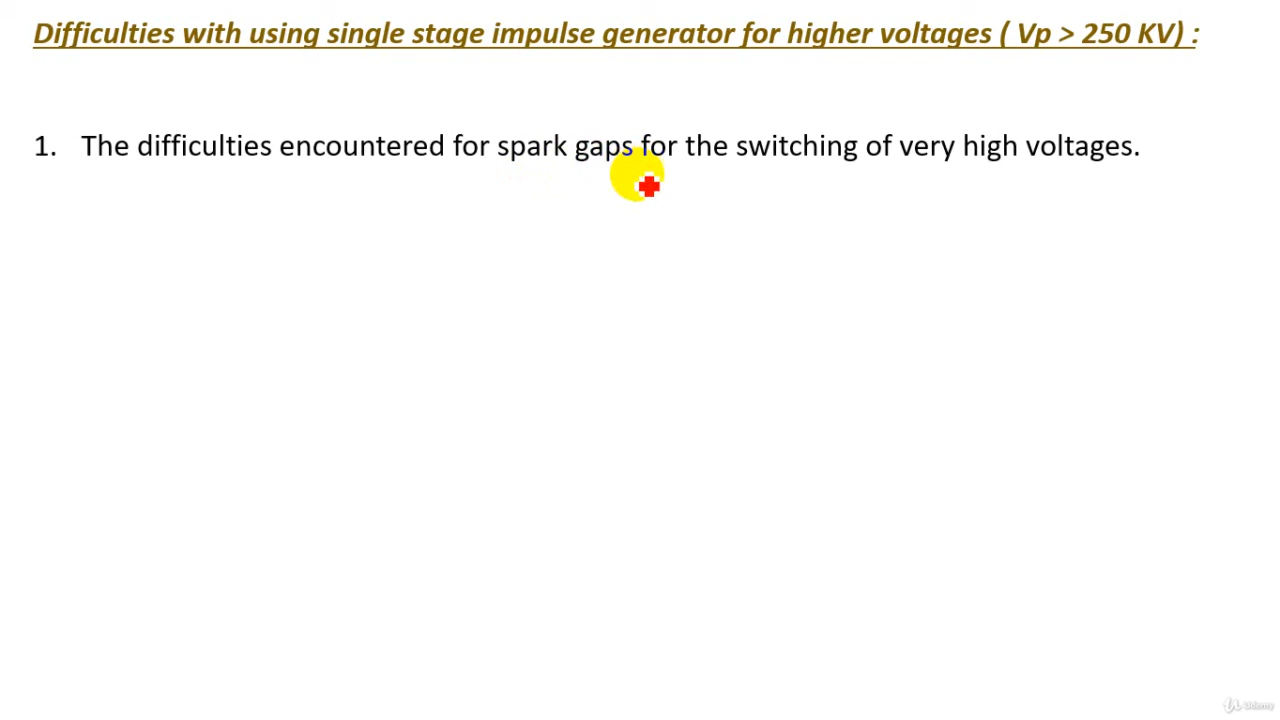 Difficulties with using single stage impulse generator for higher voltages ( Vp > 250 KV) :
1. The difficulties encountered for spark gaps for the switching of very high voltages.
Udemy